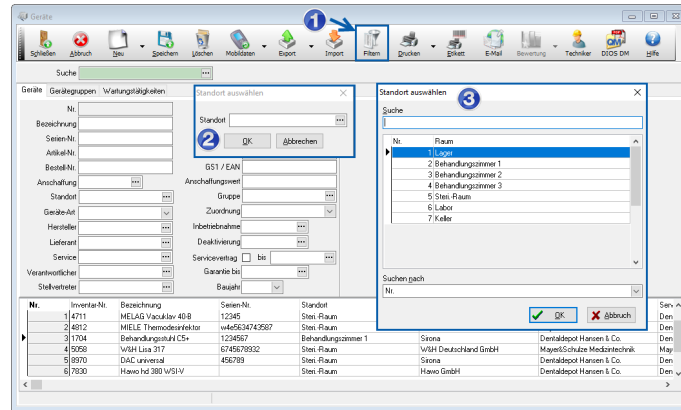 Geräte
1
Schließen Abbruch Neu Speichern Löschen Mobildaten Export Import Filtern Drucken Etikett E-Mail Bewertung Techniker DIOS DM Hilfe
Suche
Geräte Gerätegruppen Wartungstätigkeiten
Nr.
Bezeichnung
Serien-Nr.
Artikel-Nr.
Bestell-Nr.
Anschaffung
Standort
Geräte-Art
Hersteller
Lieferant
Service
Verantwortlicher
Stellvertreter
GS1 / EAN
Anschaffungswert
Gruppe
Zuordnung
Inbetriebnahme
Deaktivierung
Servicevertrag bis
Garantie bis
Baujahr
Standort auswählen
Standort
2
OK Abbrechen
Standort auswählen
3
Suche
Nr. Raum
1 Lager
2 Behandlungszimmer 1
3 Behandlungszimmer 2
4 Behandlungszimmer 3
5 Steri.-Raum
6 Labor
7 Keller
Suchen nach
Nr.
OK Abbruch
Nr. Inventar-Nr. Bezeichnung Serien-Nr. Standort
1 4711 MELAG Vacuklav 40-B 12345 Steri.-Raum
2 4812 MIELE Thermodesinfektor w4e5634743587 Steri.-Raum
3 1704 Behandlungsstuhl C5+ 1234567 Behandlungszimmer 1 Sirona Dentaldepot Hansen & Co. Den
4 5058 W&H Lisa 317 6745678932 Steri.-Raum W&H Deutschland GmbH Mayer&Schulze Medizintechnik May
5 8970 DAC universal 456789 Steri.-Raum Sirona Dentaldepot Hansen & Co. Den
6 7830 Hawo hd 380 WSI-V Steri.-Raum Hawo GmbH Dentaldepot Hansen & Co. Den